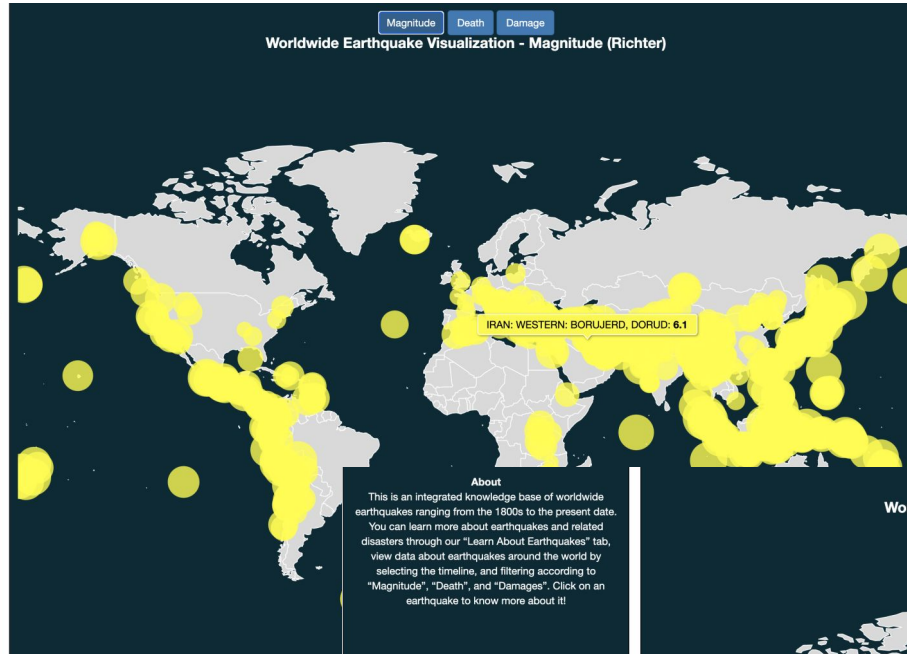 Magnitude Death Damage
Worldwide Earthquake Visualization - Magnitude (Richter)
IRAN: WESTERN: BORUJERD, DORUD: 6.1
About
This is an integrated knowledge base of worldwide
earthquakes ranging from the 1800s to the present date.
You can learn more about earthquakes and related
disasters through our “Learn About Earthquakes” tab,
view data about earthquakes around the world by
selecting the timeline, and filtering according to
“Magnitude”, “Death”, and “Damages”. Click on an
earthquake to know more about it!
Wo